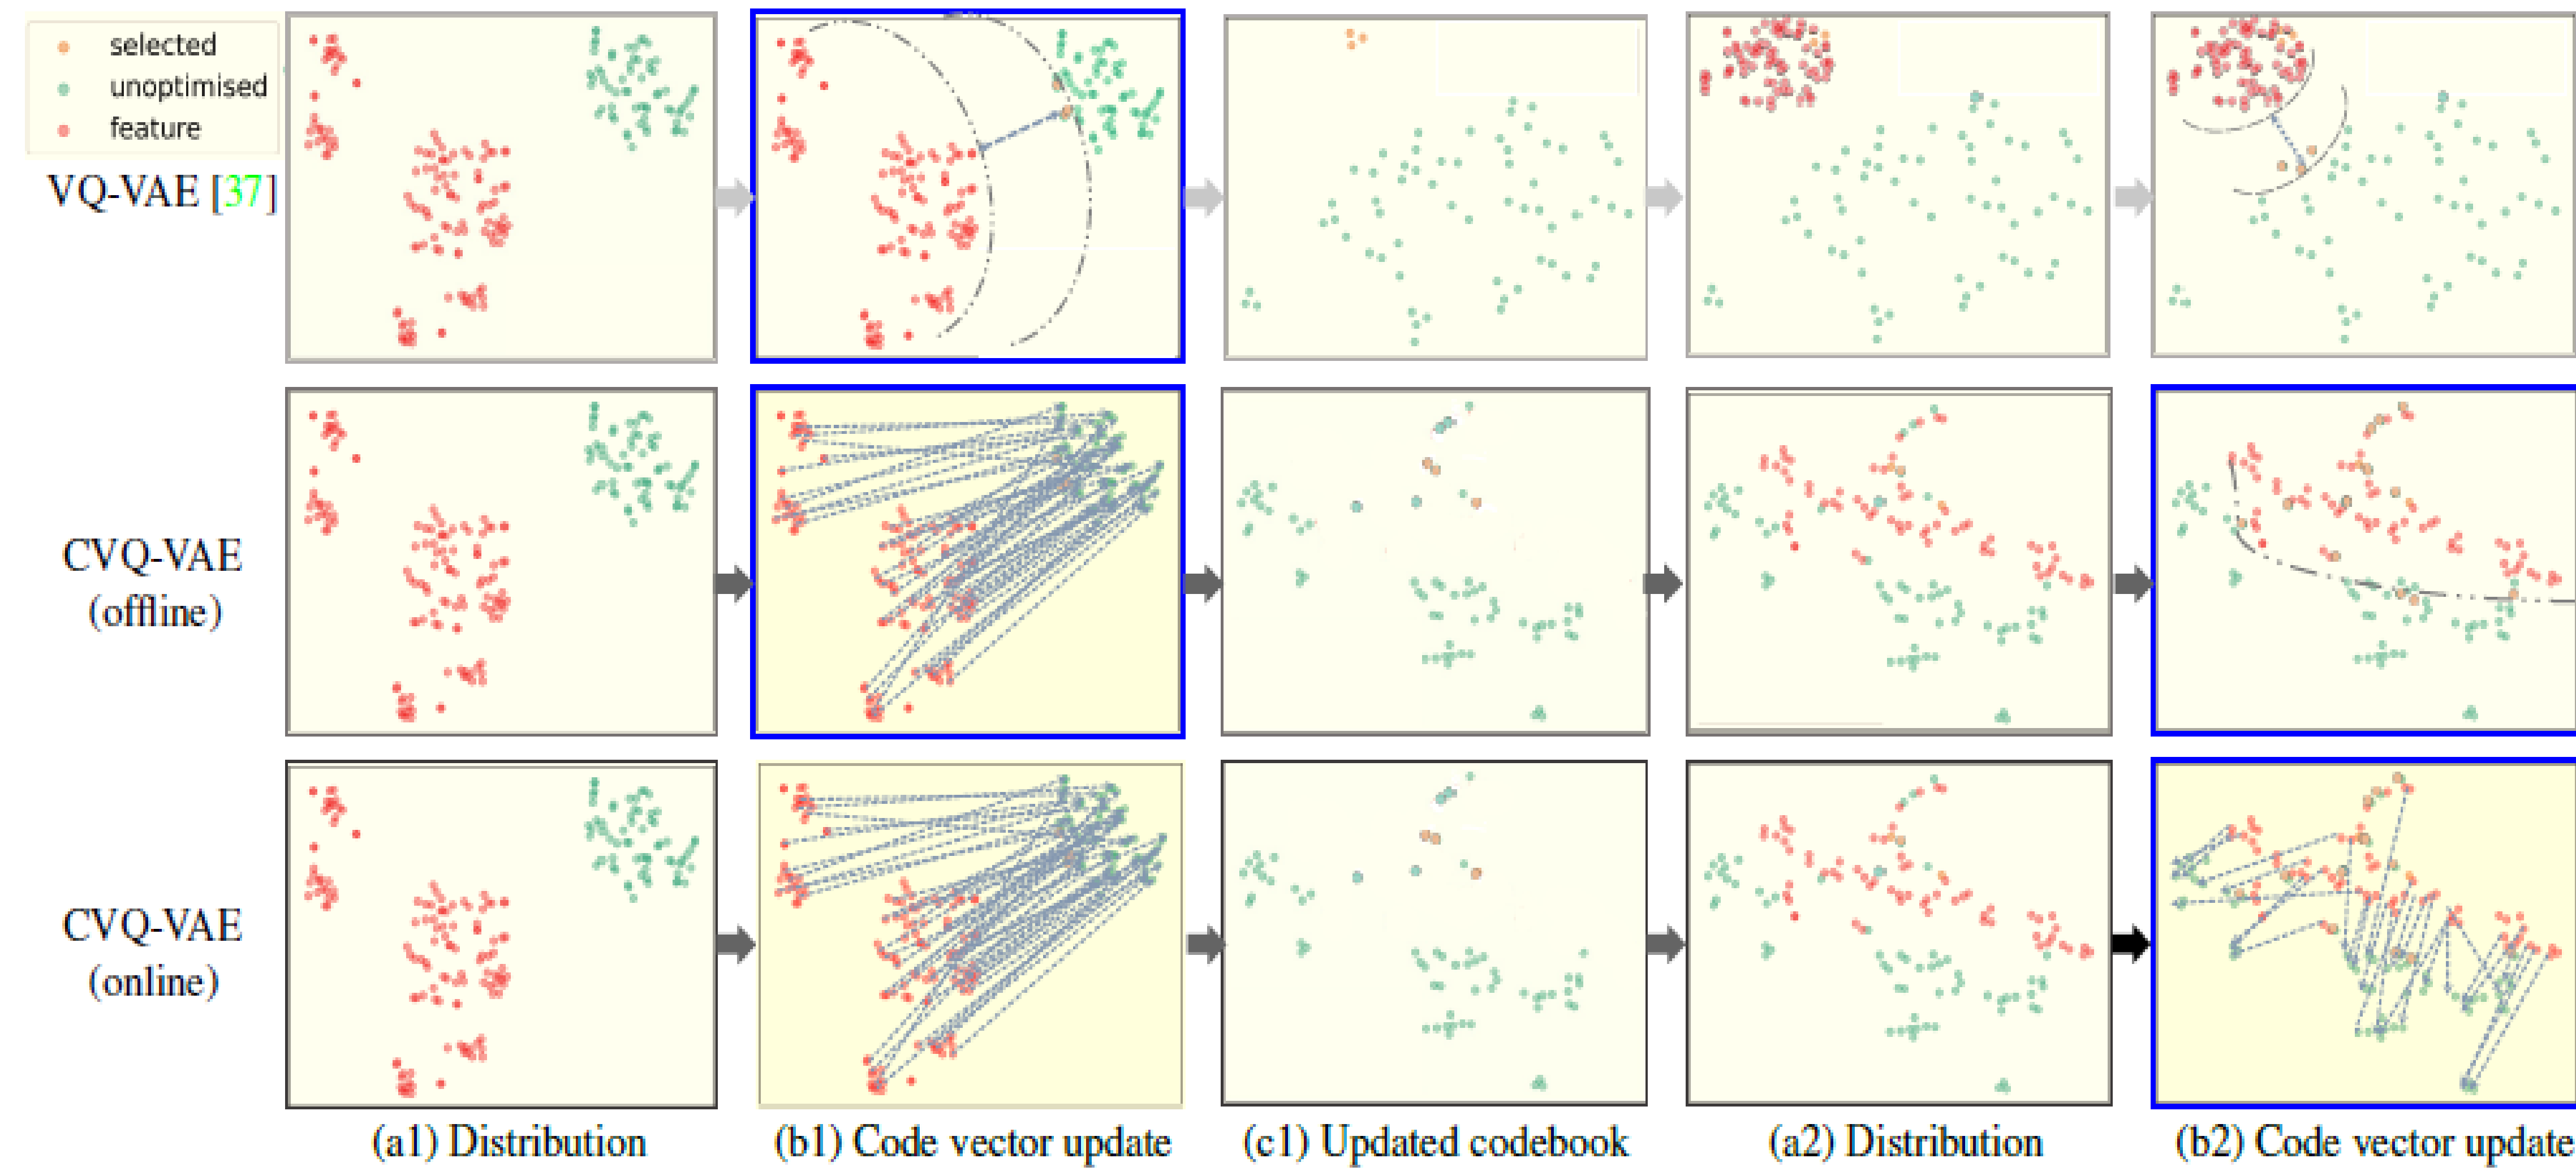 selected
unoptimised
feature
VQ-VAE [37]
CVQ-VAE
(offline)
CVQ-VAE
(online)
(a1) Distribution
(b1) Code vector update
(c1) Updated codebook
(a2) Distribution
(b2) Code vector update